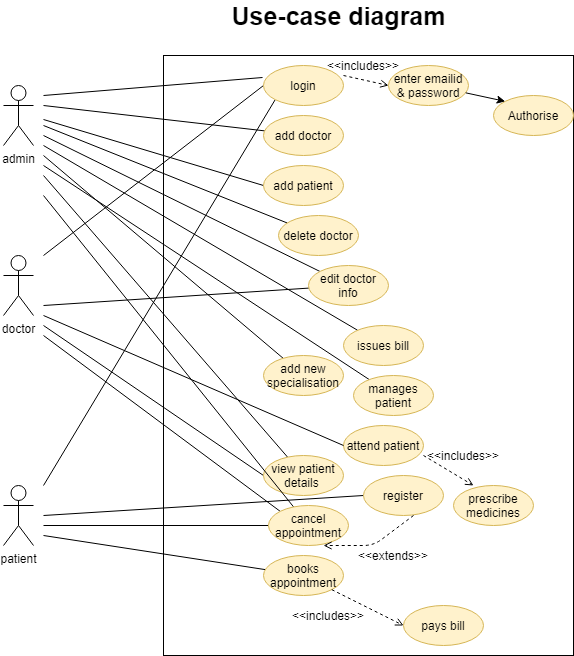 Use-case diagram
<<includes>>
login
enter emailid
& password
Authorise
add doctor
admin
add patient
delete doctor
edit doctor
info
doctor
issues bill
add new
specialisation
manages
patient
attend patient
<<includes>>
view patient
details
register
prescribe
medicines
cancel
appointment
patient
<<extends>>
books
appointment
<<includes>>
pays bill